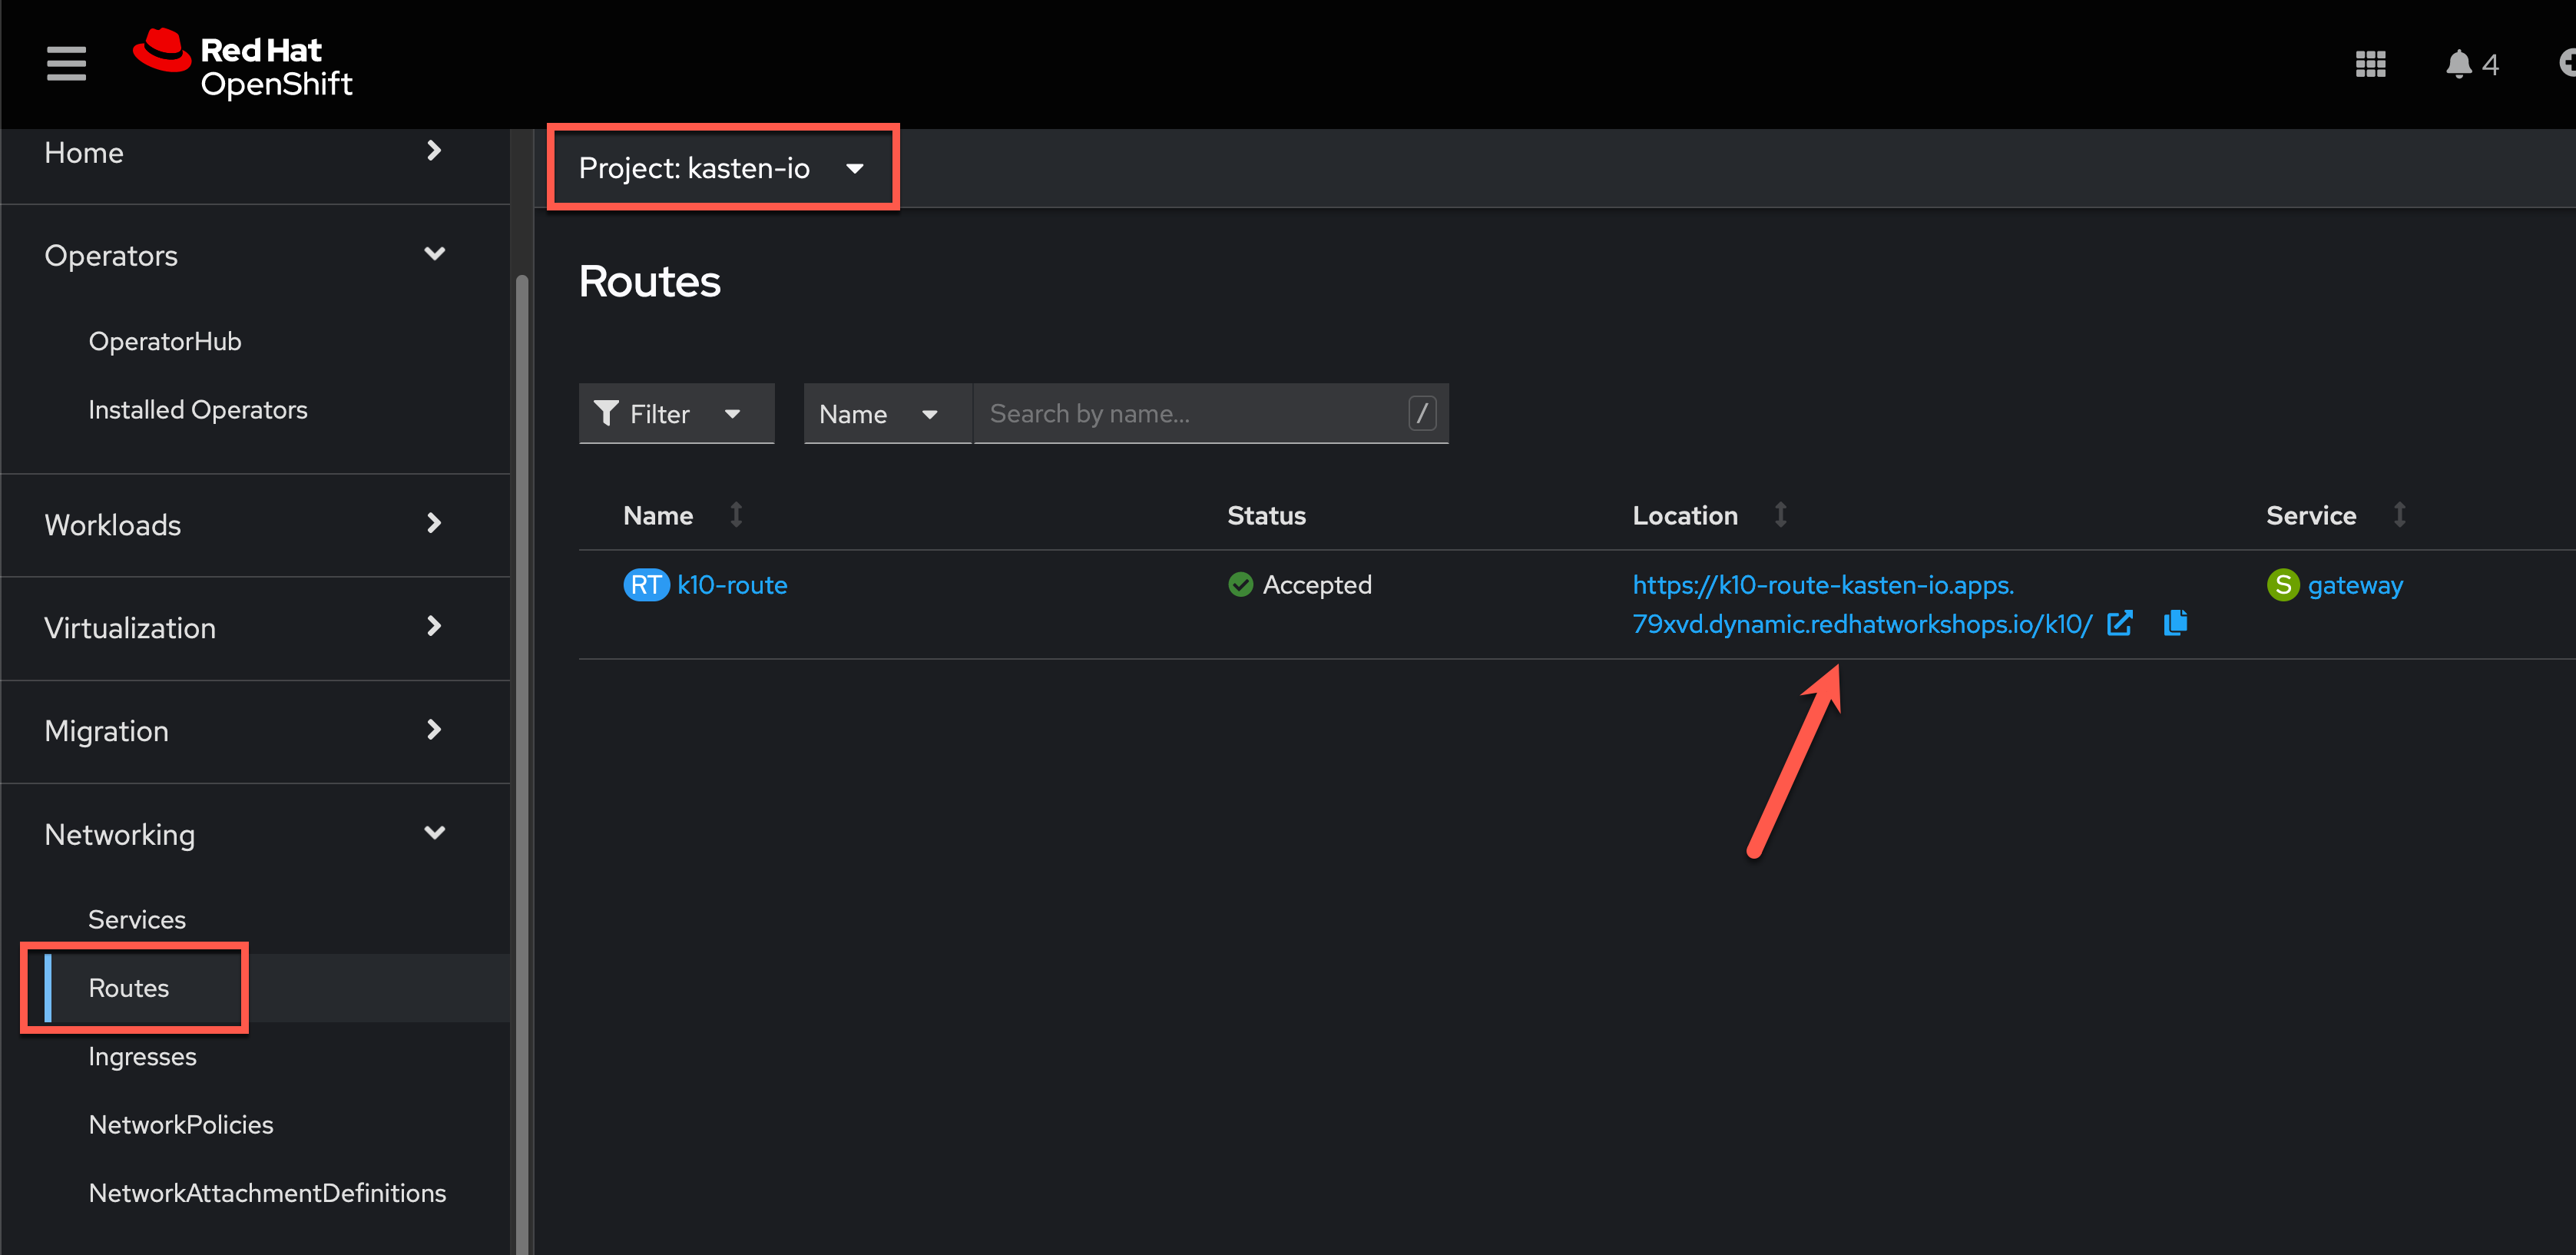 Red Hat
OpenShift
4
Home
Operators
OperatorHub
Installed Operators
Workloads
Virtualization
Migration
Networking
Services
Routes
Ingresses
NetworkPolicies
NetworkAttachmentDefinitions
Project: kasten-io
Routes
Filter
Name
Search by name...
/
Name
Status
Location
Service
RT k10-route
Accepted
https://k10-route-kasten-io.apps.
79xvd.dynamic.redhatworkshops.io/k10/
S gateway